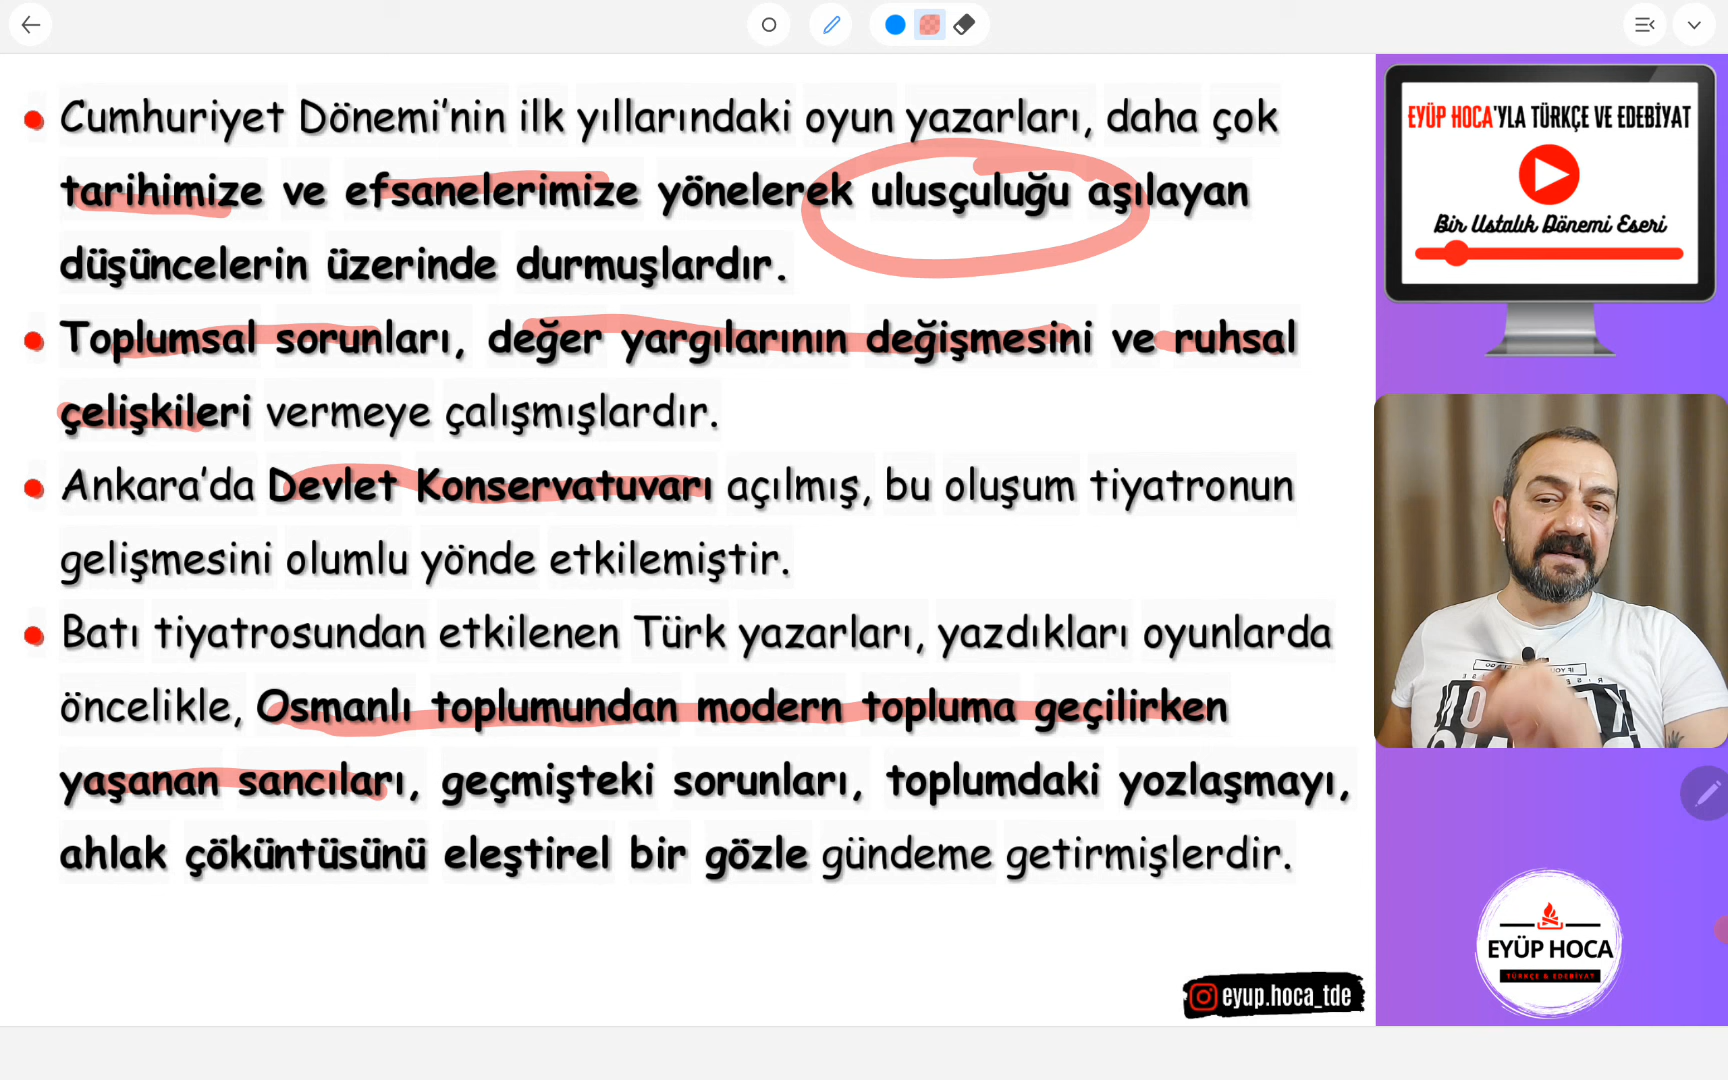 Cumhuriyet Dönemi'nin ilk yıllarındaki oyun yazarları, daha çok
tarihimize ve efsanelerimize yönelerek ulusçuluğu aşılayan
düşüncelerin üzerinde durmuşlardır.
Toplumsal sorunları, değer yargılarının değişmesini ve ruhsal
çelişkileri vermeye çalışmışlardır.
Ankara'da Devlet Konservatuvarı açılmış, bu oluşum tiyatronun
gelişmesini olumlu yönde etkilemiştir.
Batı tiyatrosundan etkilenen Türk yazarları, yazdıkları oyunlarda
öncelikle, Osmanlı toplumundan modern topluma geçilirken
yaşanan sancıları, geçmişteki sorunları, toplumdaki yozlaşmayı,
ahlak çöküntüsünü eleştirel bir gözle gündeme getirmişlerdir.
eyup.hoca_tde
EYÜP HOCA'YLA TÜRKÇE VE EDEBİYAT
Bir Ustalık Dönemi Eseri
EYÜP HOCA
TÜRKÇE & EDEBİYAT